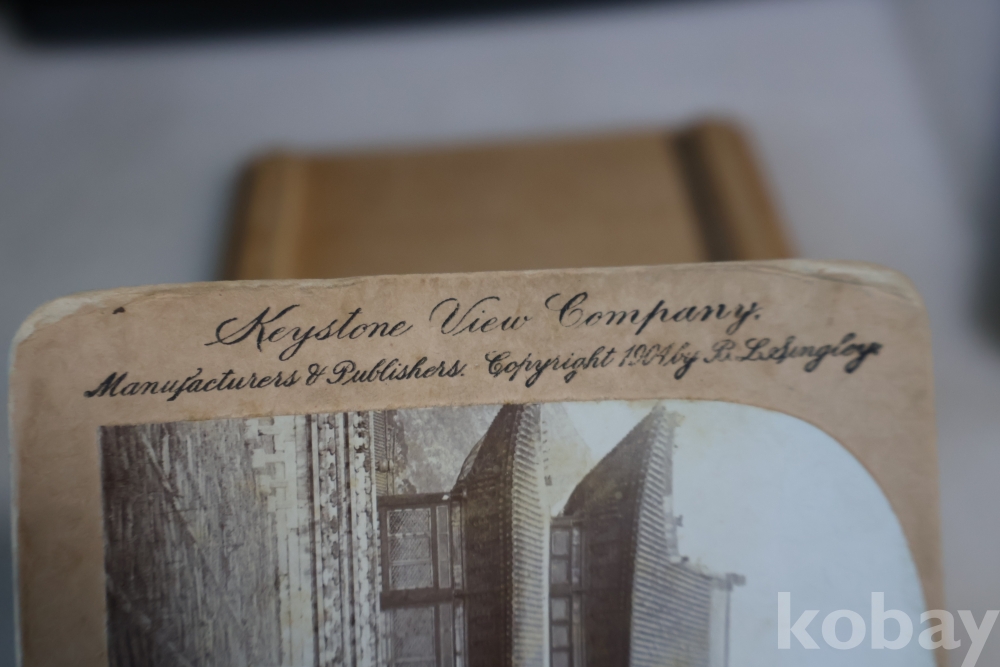 Keystone View Company.
Manufacturers & Publishers. Copyright 1904 by B. L. Singley.
kobay